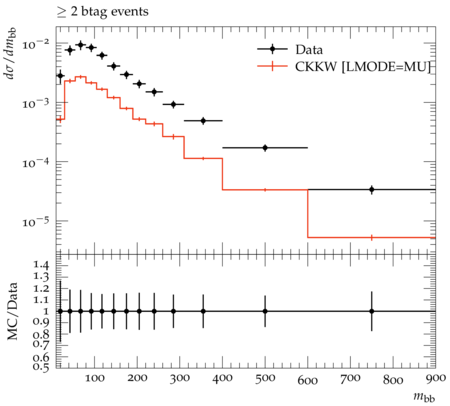 ≥ 2 btag events
dσ/dm_bb
10⁻²
10⁻³
10⁻⁴
10⁻⁵
Data
CKKW [LMODE=MU]
MC/Data
1.4
1.3
1.2
1.1
1
0.9
0.8
0.7
0.6
0.5
100 200 300 400 500 600 700 800 900
m_bb